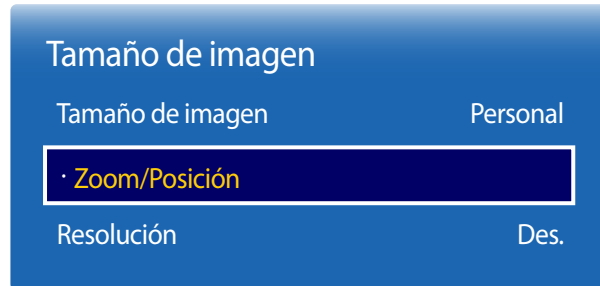 Tamaño de imagen
Tamaño de imagen Personal
· Zoom/Posición
Resolución Des.